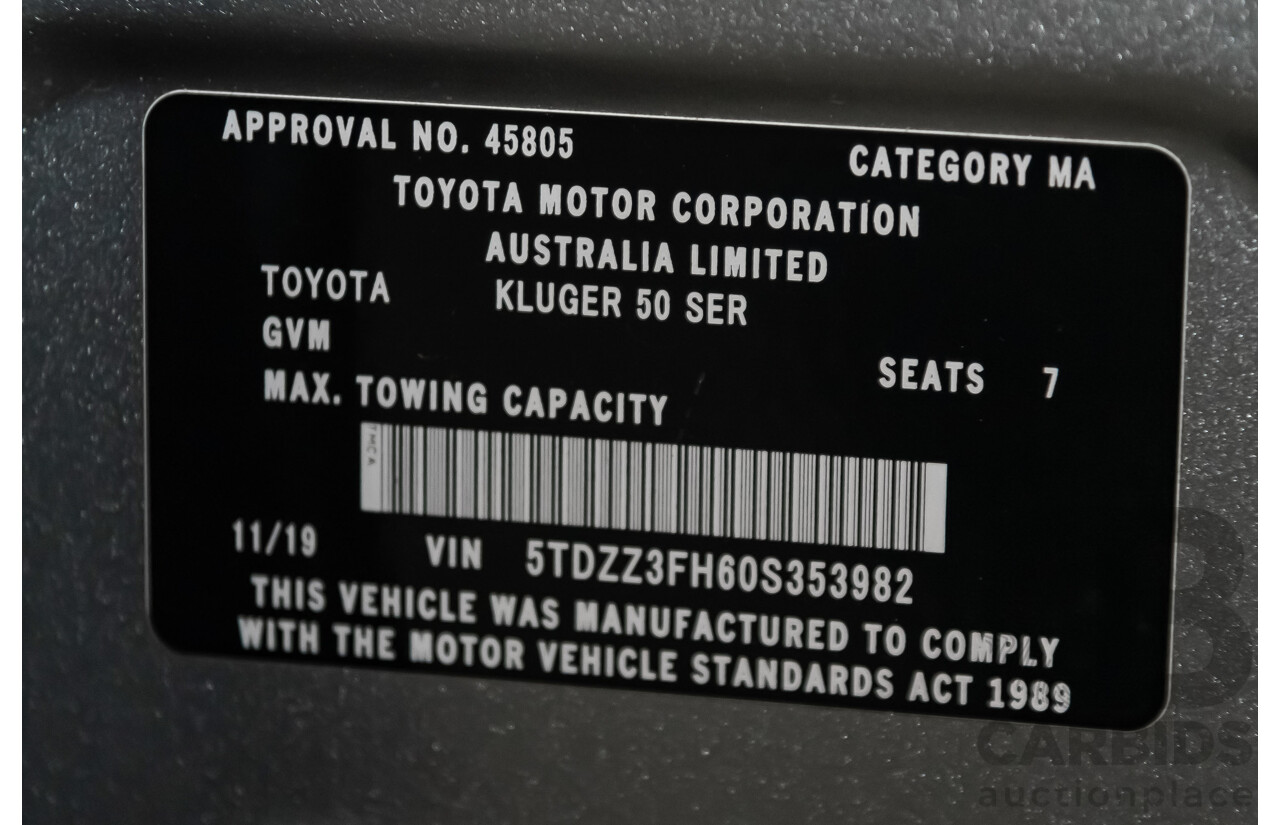 APPROVAL NO. 45805 CATEGORY MA
TOYOTA MOTOR CORPORATION
AUSTRALIA LIMITED
TOYOTA KLUGER 50 SER
GVM
SEATS 7
MAX. TOWING CAPACITY
TMCA
11/19 VIN 5TDZZ3FH60S353982
THIS VEHICLE WAS MANUFACTURED TO COMPLY
WITH THE MOTOR VEHICLE STANDARDS ACT 1989
CARBIDS
auctionplace